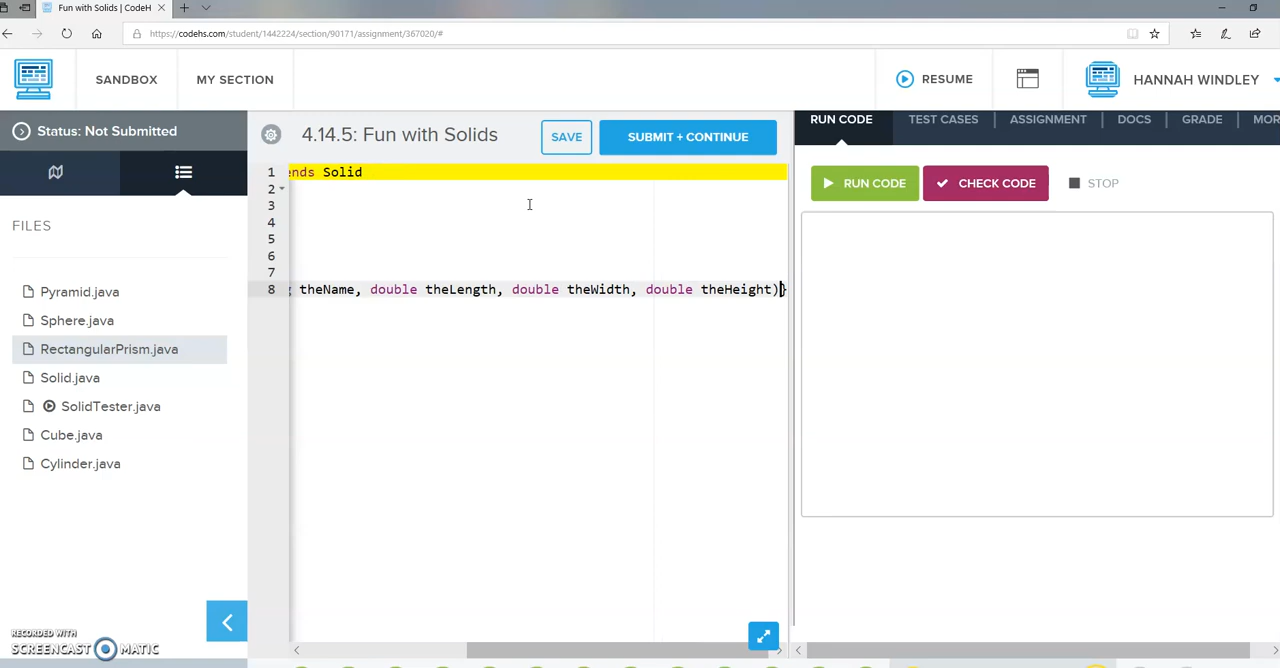 Fun with Solids | CodeH
https://codehs.com/student/1442224/section/90171/assignment/367020/#
SANDBOX
MY SECTION
RESUME
HANNAH WINDLEY
Status: Not Submitted
4.14.5: Fun with Solids
SAVE
SUBMIT + CONTINUE
RUN CODE
TEST CASES
ASSIGNMENT
DOCS
GRADE
MOR
FILES
Pyramid.java
Sphere.java
RectangularPrism.java
Solid.java
SolidTester.java
Cube.java
Cylinder.java
1 ends Solid
2
3
4
5
6
7
8 g theName, double theLength, double theWidth, double theHeight)}
RUN CODE
CHECK CODE
STOP
RECORDED WITH
SCREENCAST MATIC